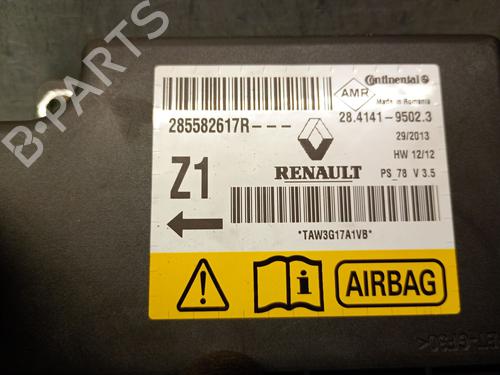 B-PARTS
Continental
AMR
Made in Romania
285582617R---
28.4141-9502.3
29/2013
HW 12/12
RENAULT
PS_78 V 3.5
Z1
*TAW3G17A1VB*
AIRBAG